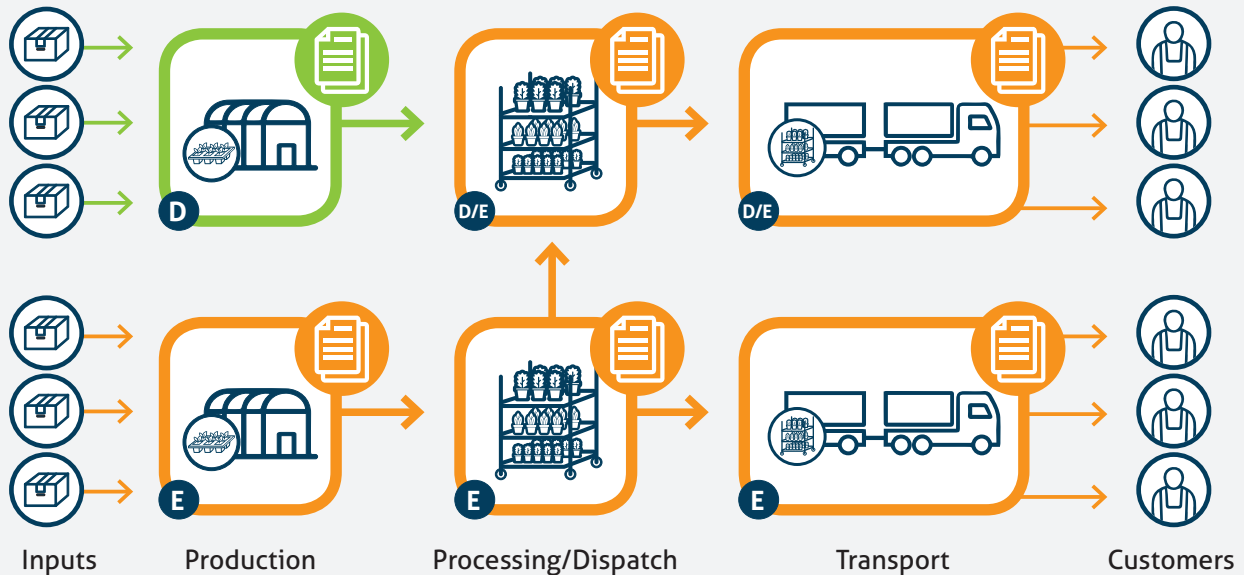 D
D/E
D/E
E
E
E
Inputs
Production
Processing/Dispatch
Transport
Customers